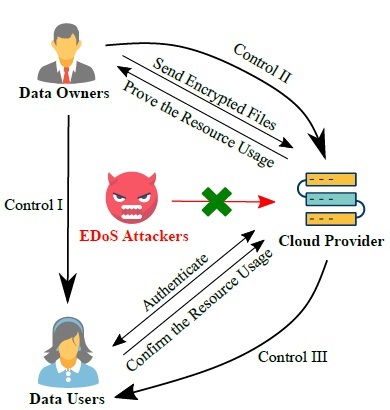 Control II
Send Encrypted Files
Prove the Resource Usage
Data Owners
Control I
EDoS Attackers
Cloud Provider
Authenticate
Confirm the Resource Usage
Control III
Data Users